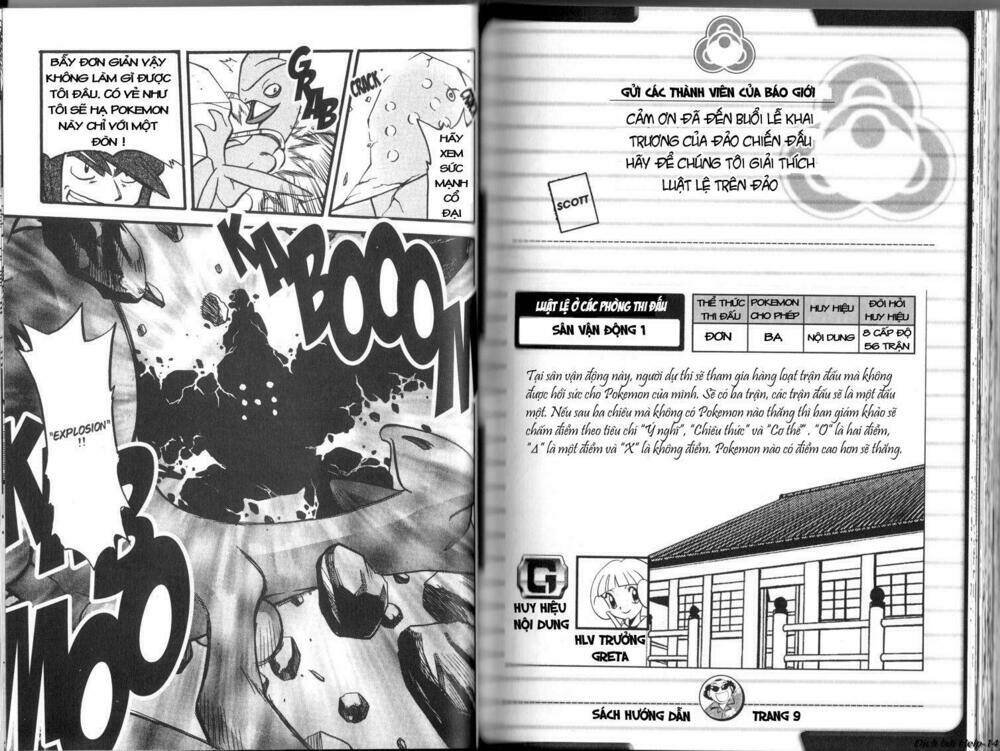 BẪY ĐƠN GIẢN VẬY
KHÔNG LÀM GÌ ĐƯỢC
TÔI ĐÂU. CÓ VẺ NHƯ
TÔI SẼ HẠ POKEMON
NÀY CHỈ VỚI MỘT
ĐÒN !
GRAB
CRACK
CRACK
HÃY
XEM
SỨC
MẠNH
CỔ
ĐẠI
KABOOOM
"EXPLOSION"
!!
GỬI CÁC THÀNH VIÊN CỦA BÁO GIỚI
CẢM ƠN ĐÃ ĐẾN BUỔI LỄ KHAI
TRƯƠNG CỦA ĐẢO CHIẾN ĐẤU
HÃY ĐỂ CHÚNG TÔI GIẢI THÍCH
LUẬT LỆ TRÊN ĐẢO
SCOTT
LUẬT LỆ Ở CÁC PHÒNG THI ĐẤU
SÂN VẬN ĐỘNG 1
THỂ THỨC THI ĐẤU
POKEMON CHO PHÉP
HUY HIỆU
ĐÒI HỎI HUY HIỆU
ĐƠN
BA
NỘI DUNG
8 CẤP ĐỘ
56 TRẬN
Tại sân vận động này, người dự thi sẽ tham gia hàng loạt trận đấu mà không
được hồi sức cho Pokemon của mình. Sẽ có ba trận, các trận đấu sẽ là một đấu
một. Nếu sau ba chiêu mà không có Pokemon nào thắng thì ban giám khảo sẽ
chấm điểm theo tiêu chí "Ý nghĩ", "Chiêu thức" và "Cơ thể". "O" là hai điểm,
"Δ" là một điểm và "X" là không điểm. Pokemon nào có điểm cao hơn sẽ thắng.
G
HUY HIỆU
NỘI DUNG
HLV TRƯỞNG
GRETA
SÁCH HƯỚNG DẪN
TRANG 9